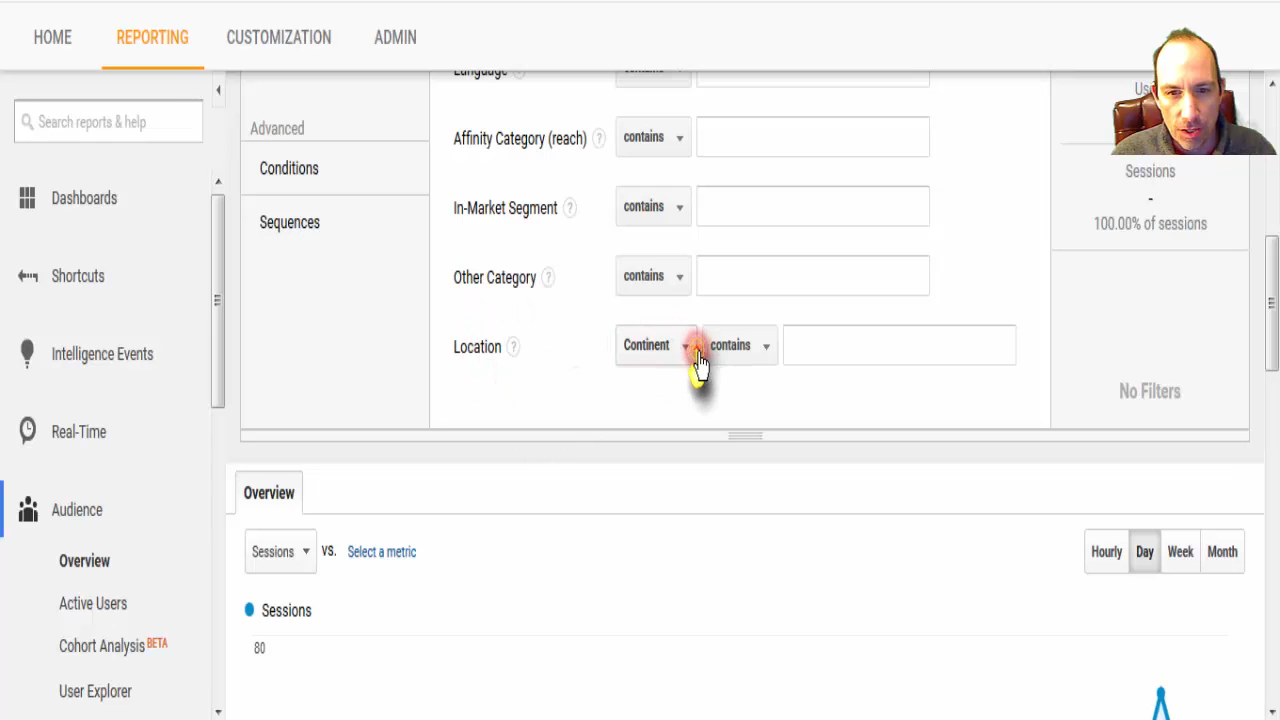 HOME REPORTING CUSTOMIZATION ADMIN
Search reports & help
Dashboards
Shortcuts
Intelligence Events
Real-Time
Audience
Overview
Active Users
Cohort Analysis BETA
User Explorer
Advanced
Conditions
Sequences
Language ? contains
Affinity Category (reach) ? contains
In-Market Segment ? contains
Other Category ? contains
Location ? Continent contains
Sessions
-
100.00% of sessions
No Filters
Overview
Sessions VS. Select a metric
Hourly Day Week Month
Sessions
80